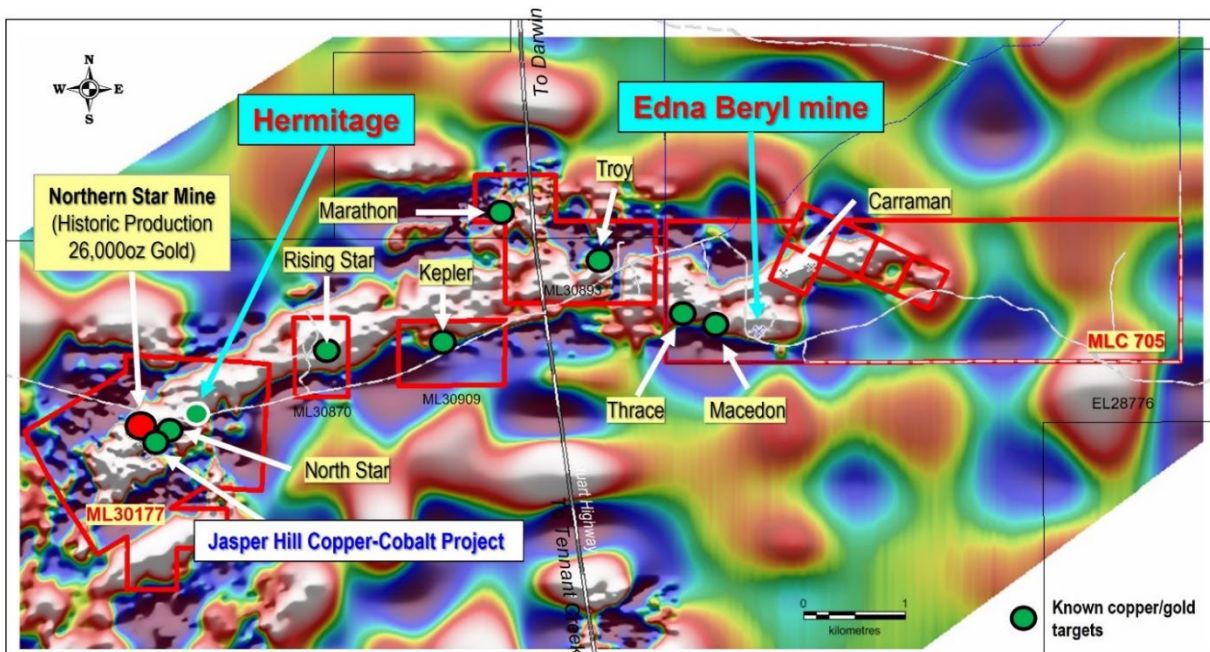 To Darwin
N
W E
S
Hermitage
Edna Beryl mine
Troy
Northern Star Mine
(Historic Production
26,000oz Gold)
Marathon
Carraman
Rising Star
Kepler
ML30893
MLC 705
Thrace
Macedon
EL28776
ML30870
ML30909
North Star
ML30177
Jasper Hill Copper-Cobalt Project
uart Highway
Tennant Creek
0 1
kilometres
Known copper/gold
targets